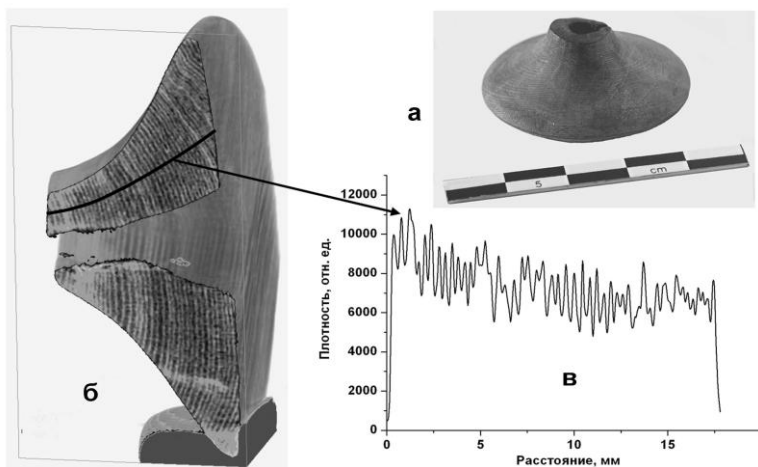 а
5
cm
б
в
Плотность, отн. ед.
12000
10000
8000
6000
4000
2000
0
0
5
10
15
Расстояние, мм